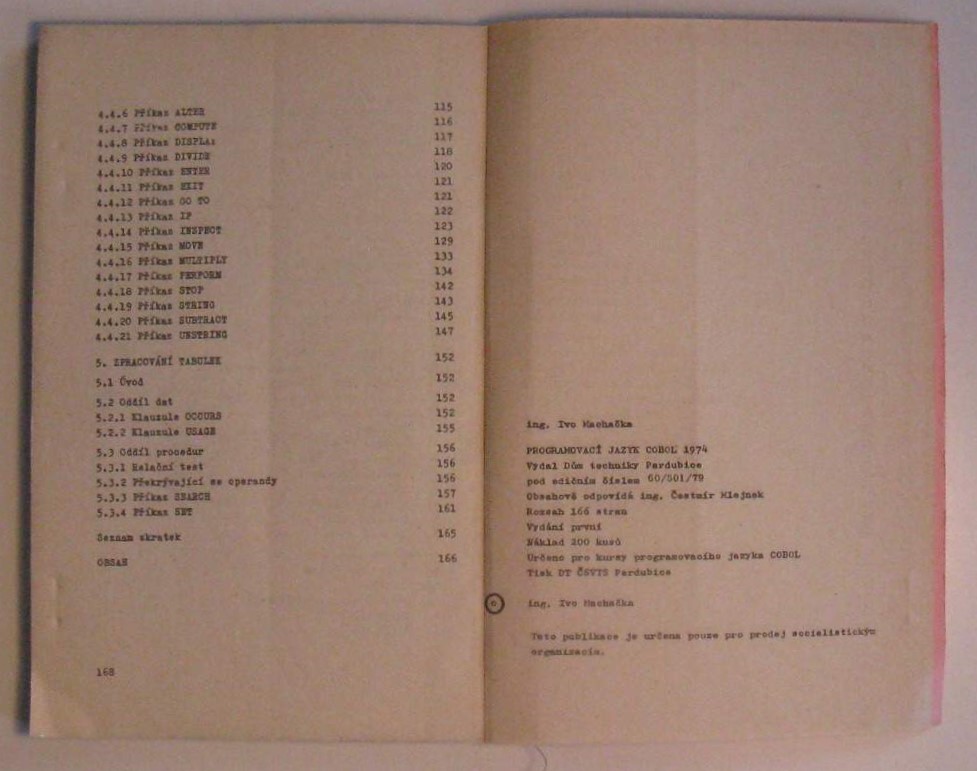 4.4.6 Příkaz ALTER 115
4.4.7 Příkaz COMPUTE 116
4.4.8 Příkaz DISPLAY 117
4.4.9 Příkaz DIVIDE 118
4.4.10 Příkaz ENTER 120
4.4.11 Příkaz EXIT 121
4.4.12 Příkaz GO TO 121
4.4.13 Příkaz IF 122
4.4.14 Příkaz INSPECT 123
4.4.15 Příkaz MOVE 129
4.4.16 Příkaz MULTIPLY 133
4.4.17 Příkaz PERFORM 134
4.4.18 Příkaz STOP 142
4.4.19 Příkaz STRING 143
4.4.20 Příkaz SUBTRACT 145
4.4.21 Příkaz UNSTRING 147
5. ZPRACOVÁNÍ TABULEK 152
5.1 Úvod 152
5.2 Oddíl dat 152
5.2.1 Klauzule OCCURS 152
5.2.2 Klauzule USAGE 155
5.3 Oddíl procedur 156
5.3.1 Relační test 156
5.3.2 Překrývající se operandy 156
5.3.3 Příkaz SEARCH 157
5.3.4 Příkaz SET 161
Seznam zkratek 165
OBSAH 166
168
ing. Ivo Machačka
PROGRAMOVACÍ JAZYK COBOL 1974
Vydal Dům techniky Pardubice
pod edičním číslem 60/501/79
Obsahově odpovídá ing. Čestmír Klejnek
Rozsah 166 stran
Vydání první
Náklad 200 kusů
Určeno pro kursy programovacího jazyka COBOL
Tisk DT ČSVTS Pardubice
© ing. Ivo Machačka
Tato publikace je určena pouze pro prodej socialistickým
organizacím.